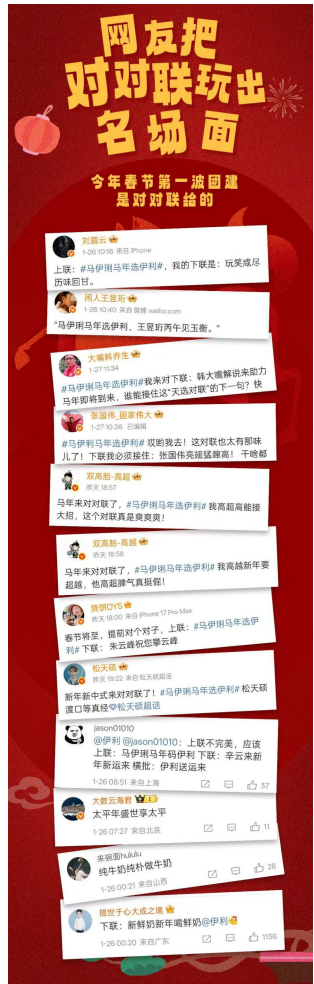 网友把
对对联玩出
名场面
今年春节第一波团建
是对对联给的
刘震云
1-26 10:18 来自 iPhone
上联：#马伊琍马年选伊利#，我的下联是：玩笑咸尽
历味回甘。
闲人王昱珩
1-26 10:40 来自 微博 weibo.com
"马伊琍马年选伊利，王昱珩丙午见玉衡。"
大嘴韩乔生
1-27 11:34
#马伊琍马年选伊利#我来对下联：韩大嘴解说来助力
马年即将到来，谁能接住这“天选对联”的下一句？快
张国伟_国家伟大
1-27 10:36 已编辑
#马伊利马年选伊利# 哎哟我去！这对联也太有那味
儿了！下联我必须接住：张国伟亮翅猛蹿高！ 干啥都
双高胎-高超
昨天 18:57
马年来对对联了，#马伊琍马年选伊利# 我高超高能接
大招，这个对联真是爽爽爽！
双高胎-高越
昨天 18:58
马年来对对联了，#马伊琍马年选伊利# 我高越新年要
超越，他高超脾气真挺倔！
烧饼OYS
昨天 18:00 来自 iPhone 17 Pro Max
春节将至，提前对个对子，上联：#马伊琍马年选伊
利# 下联： 朱云峰祝您攀云峰
松天硕
昨天 19:22 来自 松天硕超话
新年新中式来对对联了！#马伊琍马年选伊利# 松天硕
渡口等真经松天硕超话
jason01010
@伊利 @jason01010：上联不完美，应该
上联：马伊琍马年码伊利 下联：辛云来新
年新运来 横批：伊利送运来
1-26 08:51 来自上海
37
大数云海君
太平年盛世享太平
1-26 07:27 来自北京
11
来碗面hululu
纯牛奶纯朴做牛奶
1-26 00:21 来自山西
28
搞世于心大成之境
下联：新鲜奶新年喝鲜奶@伊利
1-26 00:20 来自广东
1136